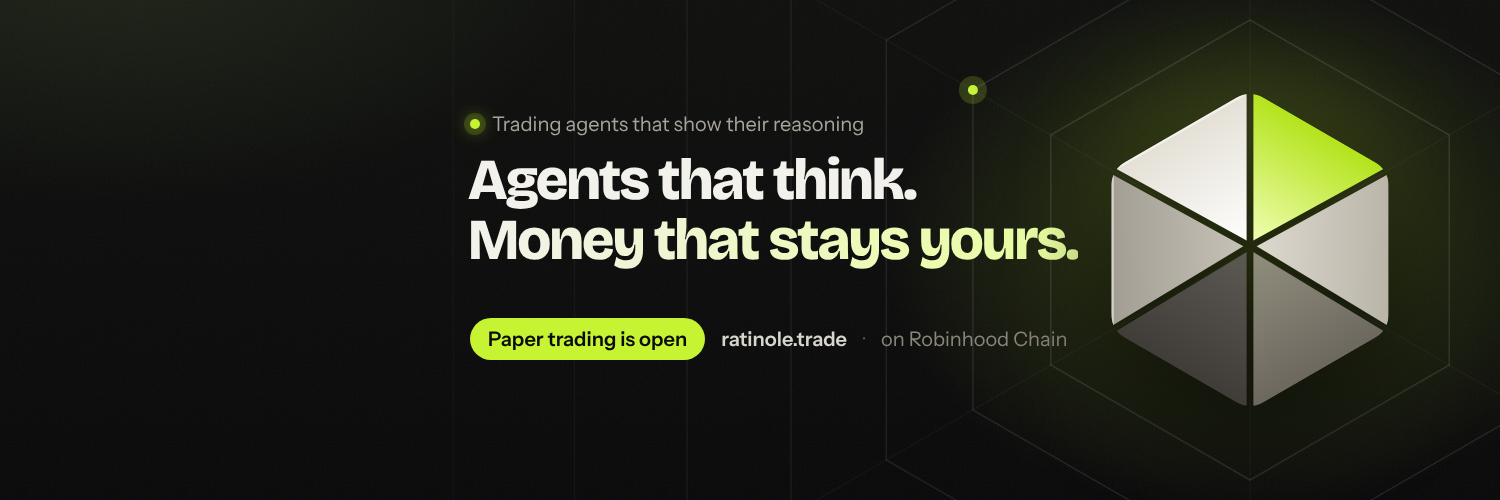 Trading agents that show their reasoning
Agents that think.
Money that stays yours.
Paper trading is open ratinole.trade · on Robinhood Chain